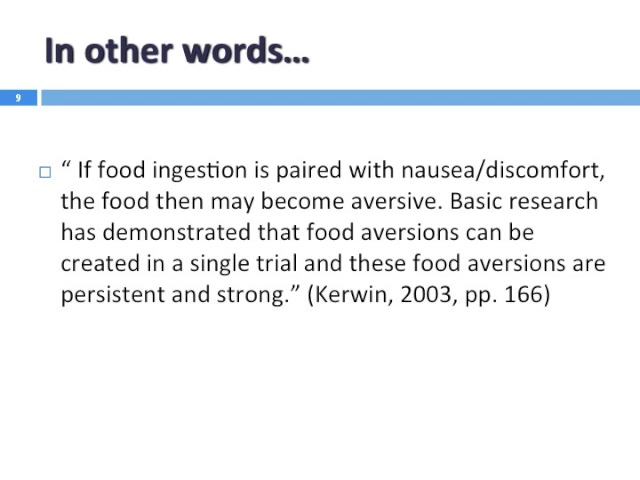 In other words...
9
“ If food ingestion is paired with nausea/discomfort,
the food then may become aversive. Basic research
has demonstrated that food aversions can be
created in a single trial and these food aversions are
persistent and strong.” (Kerwin, 2003, pp. 166)